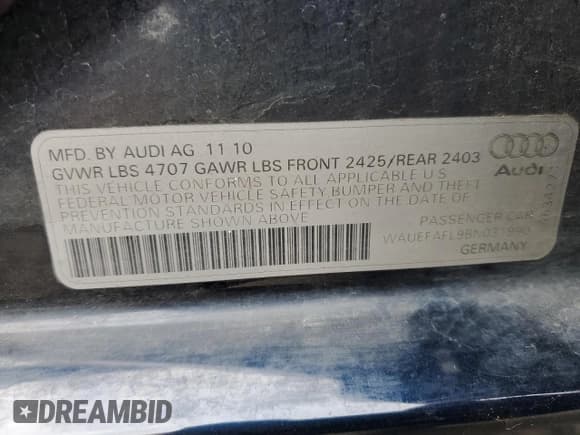 MFD. BY AUDI AG 11 10
GVWR LBS 4707 GAWR LBS FRONT 2425/REAR 2403
THIS VEHICLE CONFORMS TO ALL APPLICABLE U S
FEDERAL MOTOR VEHICLE SAFETY BUMPER AND THEFT
PREVENTION STANDARDS IN EFFECT ON THE DATE OF
MANUFACTURE SHOWN ABOVE
Audi
PASSENGER CAR
WAUEFAFL9BN031990
GERMANY
DREAMBID